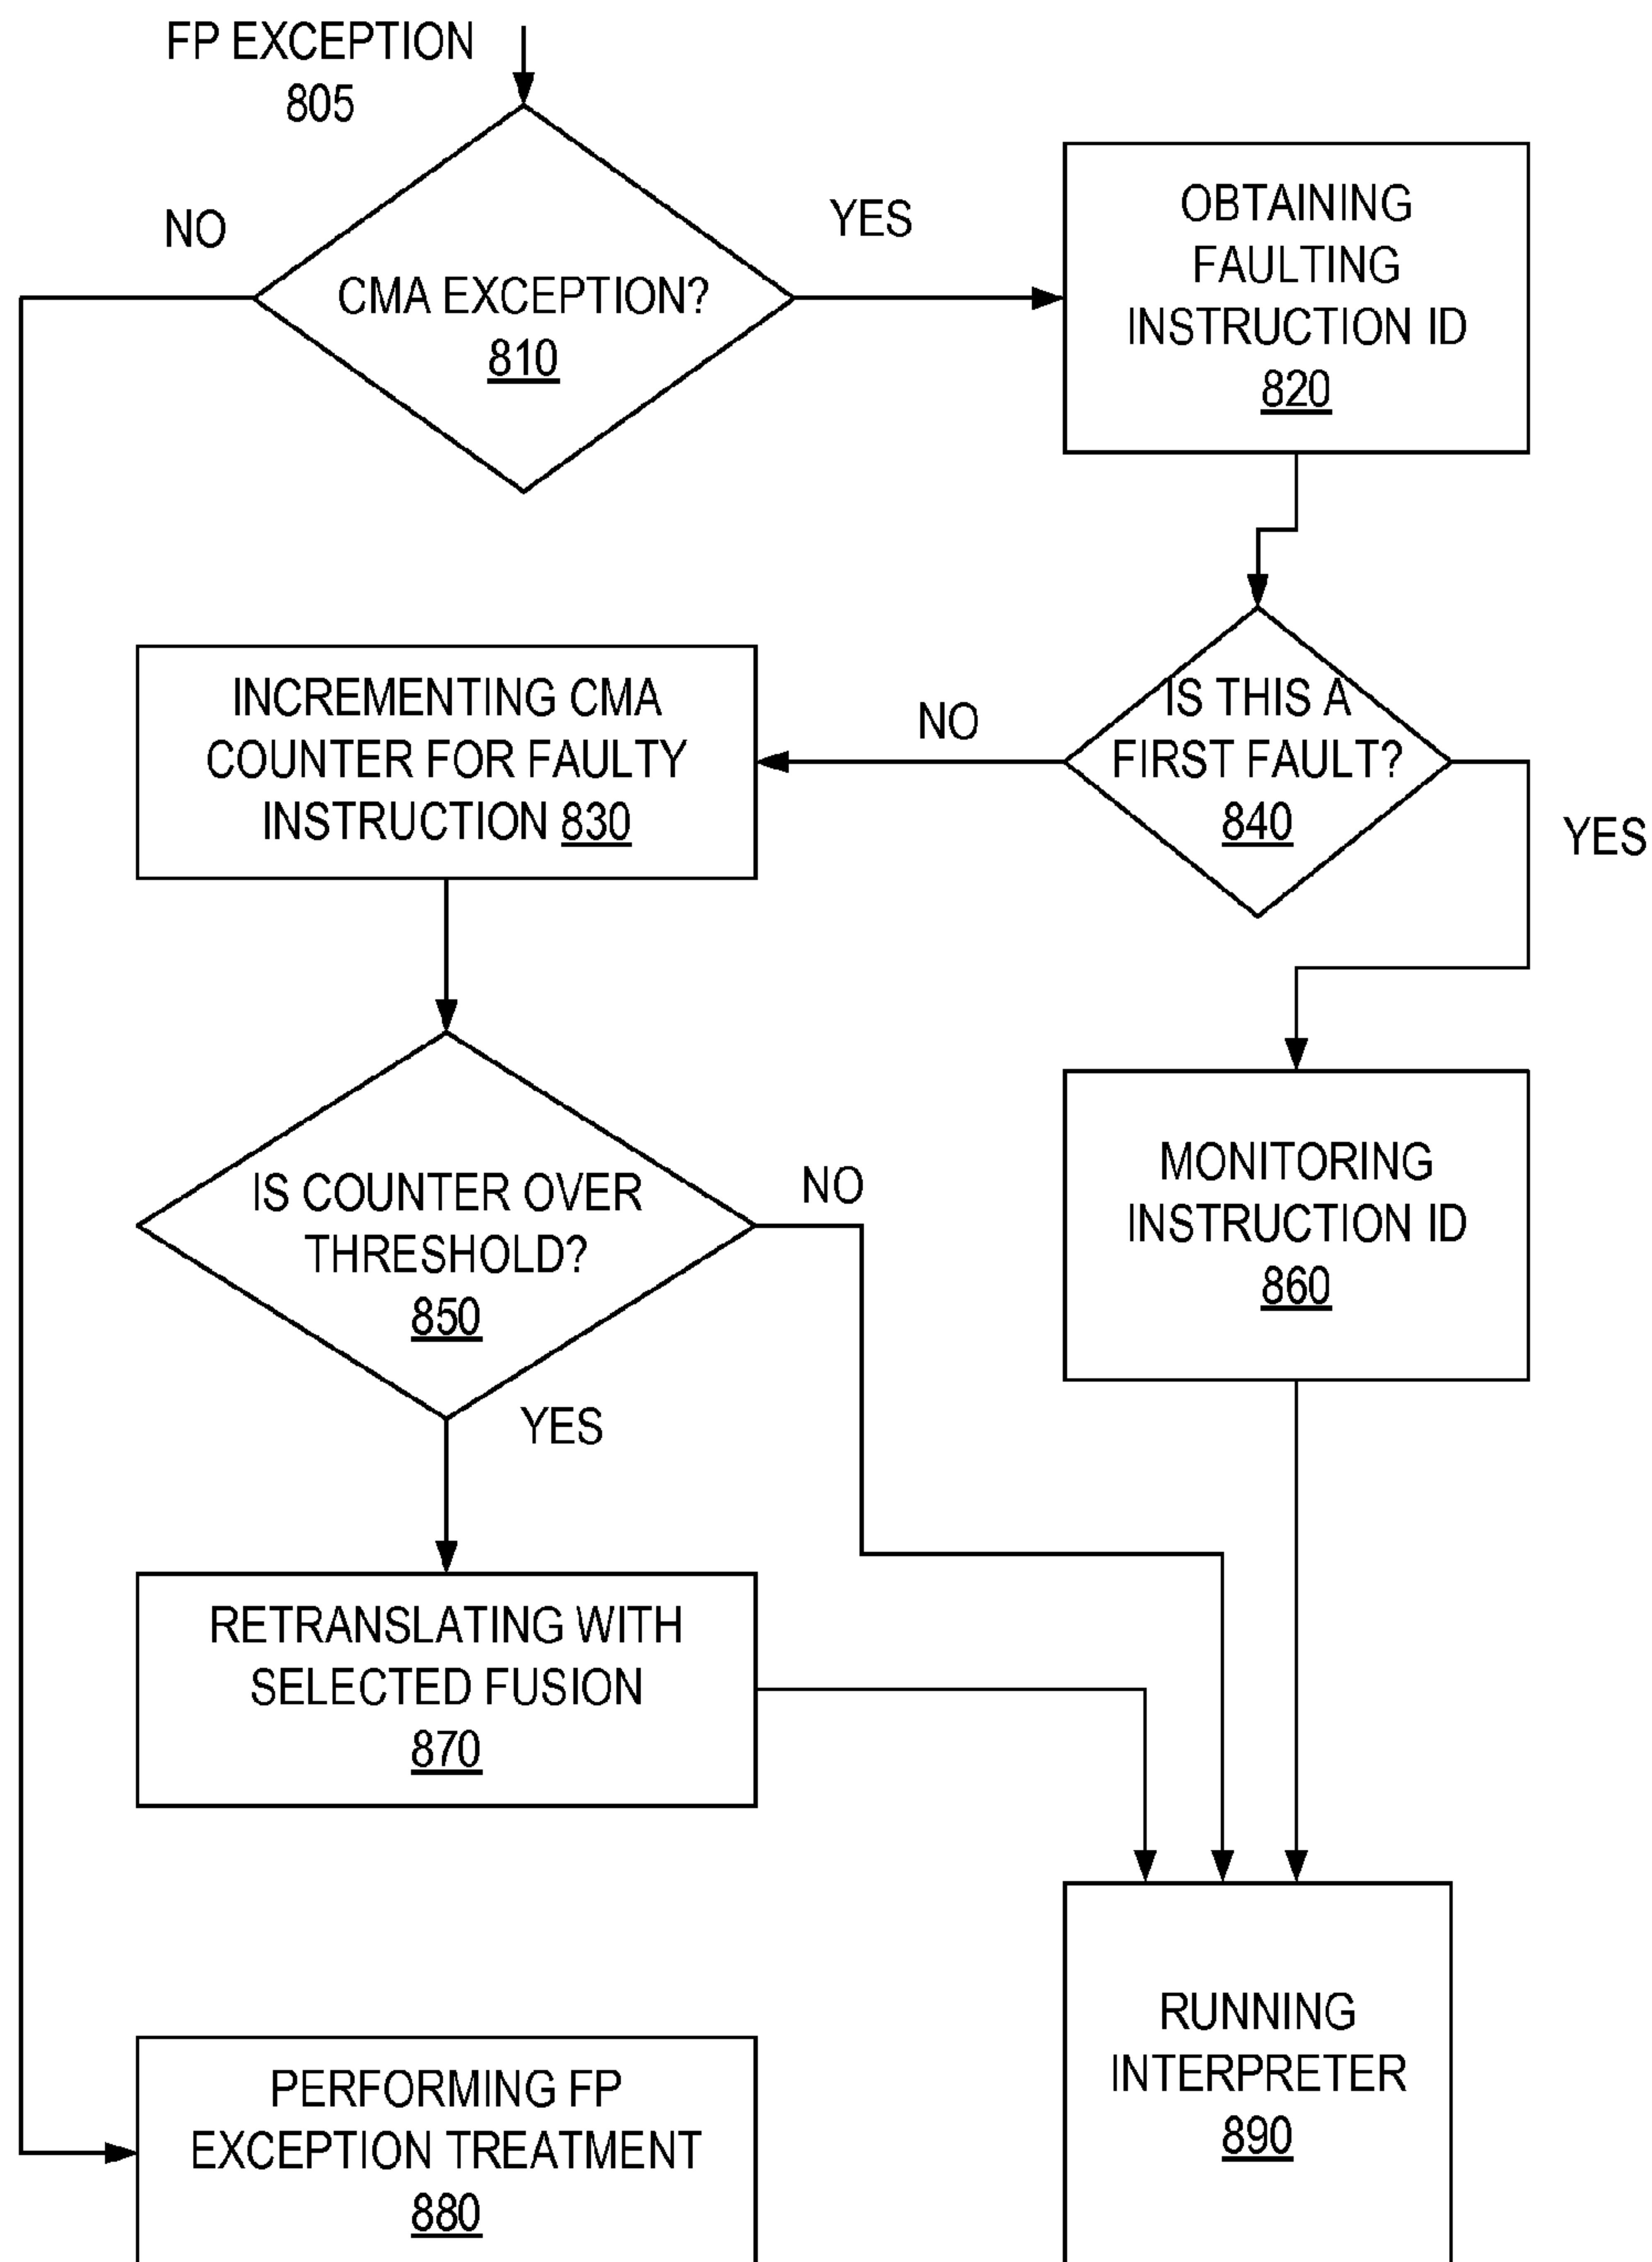 FP EXCEPTION
805
NO
YES
CMA EXCEPTION?
810
OBTAINING
FAULTING
INSTRUCTION ID
820
INCREMENTING CMA
COUNTER FOR FAULTY
INSTRUCTION 830
NO
IS THIS A
FIRST FAULT?
840
YES
IS COUNTER OVER
THRESHOLD?
850
NO
YES
MONITORING
INSTRUCTION ID
860
RETRANSLATING WITH
SELECTED FUSION
870
PERFORMING FP
EXCEPTION TREATMENT
880
RUNNING
INTERPRETER
890